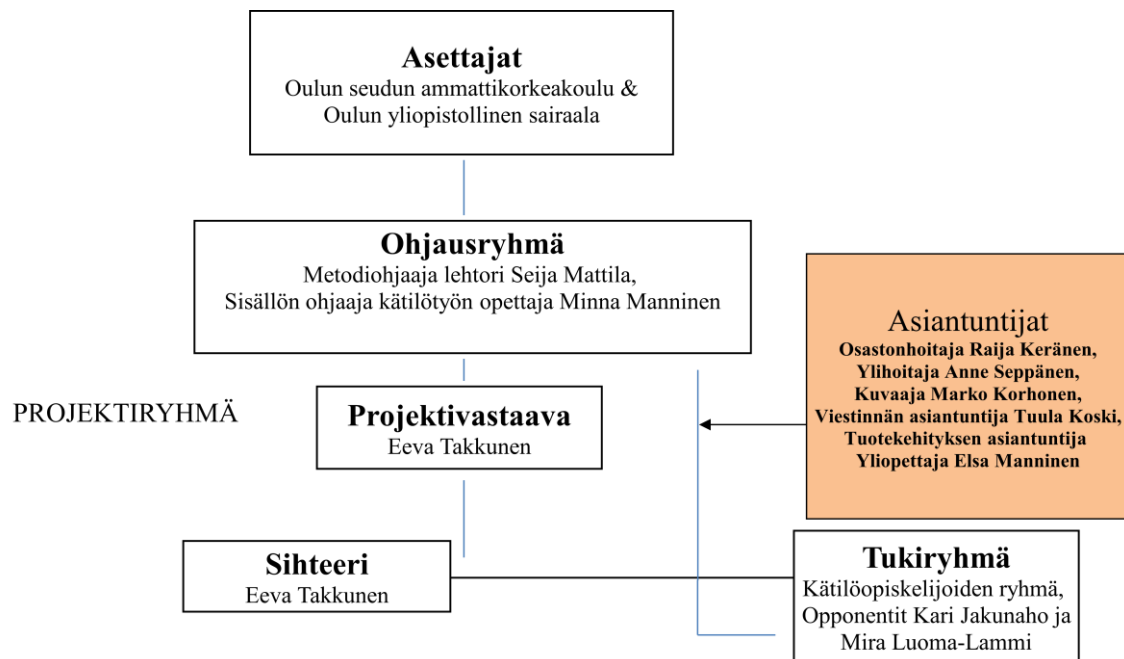 Asettajat
Oulun seudun ammattikorkeakoulu &
Oulun yliopistollinen sairaala
Ohjausryhmä
Metodiohjaaja lehtori Seija Mattila,
Sisällön ohjaaja kätilötyön opettaja Minna Manninen
Asiantuntijat
Osastonhoitaja Raija Keränen,
Ylihoitaja Anne Seppänen,
Kuvaaja Marko Korhonen,
Viestinnän asiantuntija Tuula Koski,
Tuotekehityksen asiantuntija
Yliopettaja Elsa Manninen
PROJEKTIRYHMÄ
Projektivastaava
Eeva Takkunen
Sihteeri
Eeva Takkunen
Tukiryhmä
Kätilöopiskelijoiden ryhmä,
Opponentit Kari Jakunaho ja
Mira Luoma-Lammi